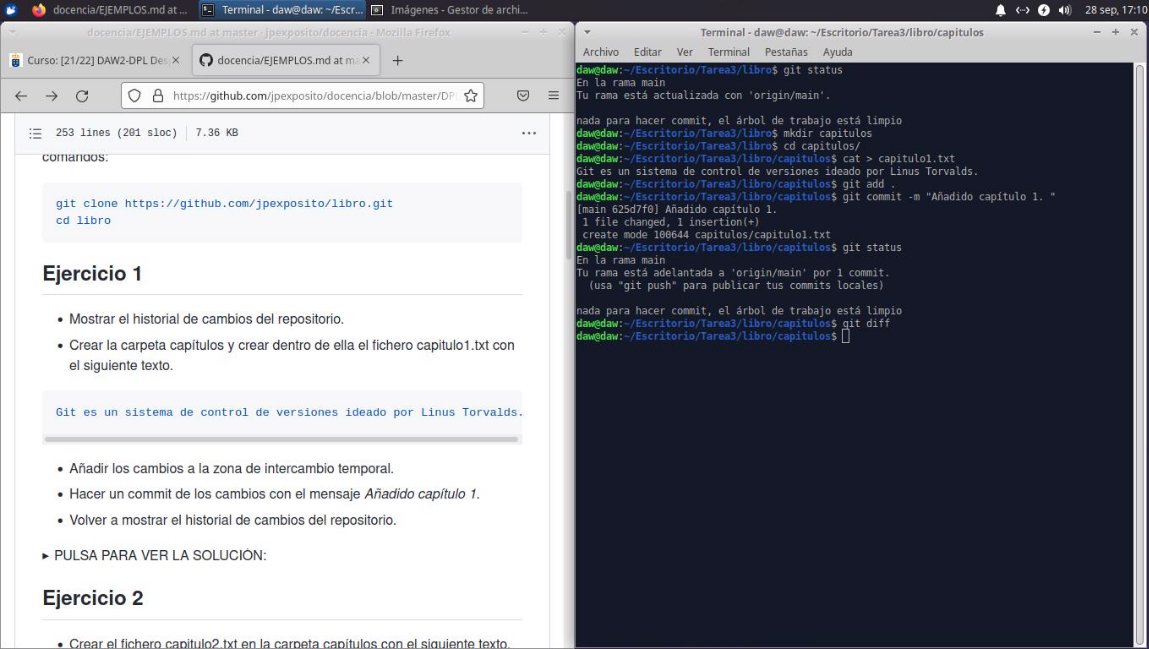 docencia/EJEMPLOS.md at ...
Terminal - daw@daw: ~/Escr...
Imágenes - Gestor de archi...
28 sep, 17:10
docencia/EJEMPLOS.md at master · jpexposito/docencia - Mozilla Firefox
Curso: [21/22] DAW2-DPL Des
docencia/EJEMPLOS.md at ma
https://github.com/jpexposito/docencia/blob/master/DPL
253 lines (201 sloc)
7.36 KB
comandos:
git clone https://github.com/jpexposito/libro.git
cd libro
Ejercicio 1
• Mostrar el historial de cambios del repositorio.
• Crear la carpeta capítulos y crear dentro de ella el fichero capitulo1.txt con
el siguiente texto.
Git es un sistema de control de versiones ideado por Linus Torvalds.
• Añadir los cambios a la zona de intercambio temporal.
• Hacer un commit de los cambios con el mensaje Añadido capítulo 1.
• Volver a mostrar el historial de cambios del repositorio.
▸ PULSA PARA VER LA SOLUCIÓN:
Ejercicio 2
• Crear el fichero capitulo2.txt en la carpeta capítulos con el siguiente texto.
Terminal - daw@daw: ~/Escritorio/Tarea3/libro/capitulos
Archivo Editar Ver Terminal Pestañas Ayuda
daw@daw:~/Escritorio/Tarea3/libro$ git status
En la rama main
Tu rama está actualizada con 'origin/main'.
nada para hacer commit, el árbol de trabajo está limpio
daw@daw:~/Escritorio/Tarea3/libro$ mkdir capitulos
daw@daw:~/Escritorio/Tarea3/libro$ cd capitulos/
daw@daw:~/Escritorio/Tarea3/libro/capitulos$ cat > capitulo1.txt
Git es un sistema de control de versiones ideado por Linus Torvalds.
daw@daw:~/Escritorio/Tarea3/libro/capitulos$ git add .
daw@daw:~/Escritorio/Tarea3/libro/capitulos$ git commit -m "Añadido capítulo 1. "
[main 625d7f0] Añadido capítulo 1.
1 file changed, 1 insertion(+)
create mode 100644 capitulos/capitulo1.txt
daw@daw:~/Escritorio/Tarea3/libro/capitulos$ git status
En la rama main
Tu rama está adelantada a 'origin/main' por 1 commit.
(usa "git push" para publicar tus commits locales)
nada para hacer commit, el árbol de trabajo está limpio
daw@daw:~/Escritorio/Tarea3/libro/capitulos$ git diff
daw@daw:~/Escritorio/Tarea3/libro/capitulos$